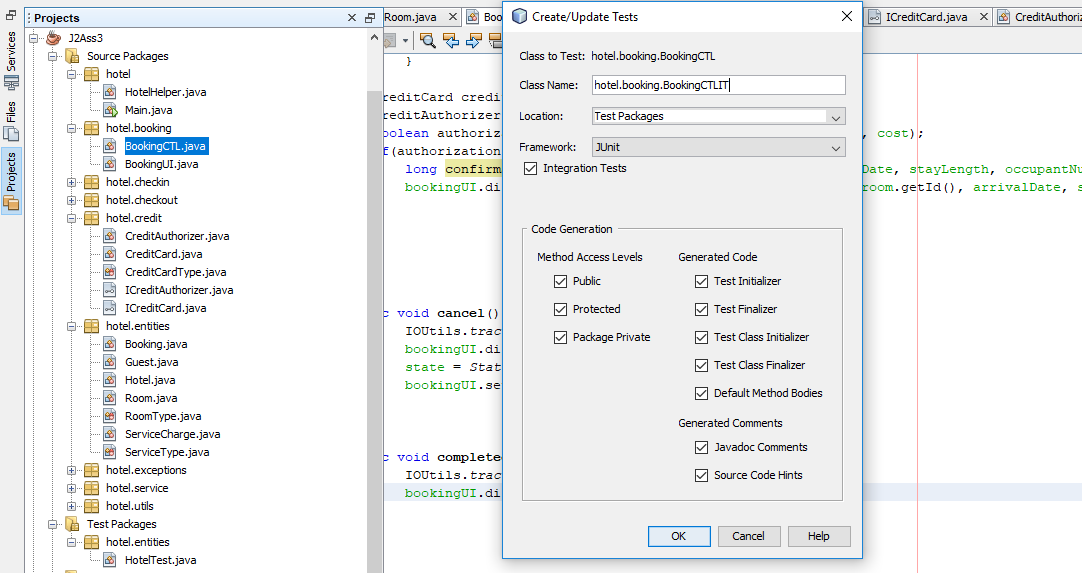 Projects
Services
Files
Projects
J2Ass3
Source Packages
hotel
HotelHelper.java
Main.java
hotel.booking
BookingCTL.java
BookingUI.java
hotel.checkin
hotel.checkout
hotel.credit
CreditAuthorizer.java
CreditCard.java
CreditCardType.java
ICreditAuthorizer.java
ICreditCard.java
hotel.entities
Booking.java
Guest.java
Hotel.java
Room.java
RoomType.java
ServiceCharge.java
ServiceType.java
hotel.exceptions
hotel.service
hotel.utils
Test Packages
hotel.entities
HotelTest.java
Room.java
Boo
ICreditCard.java
CreditAuthoriz
}
reditCard credi
reditAuthorizer
oolean authoriz , cost);
f(authorization
long confirm Date, stayLength, occupantNu
bookingUI.di room.getId(), arrivalDate, s
c void cancel()
IOUtils.trac
bookingUI.di
state = Stat
bookingUI.se
c void complete
IOUtils.trac
bookingUI.di
Create/Update Tests
Class to Test: hotel.booking.BookingCTL
Class Name: hotel.booking.BookingCTLIT
Location: Test Packages
Framework: JUnit
Integration Tests
Code Generation
Method Access Levels
Public
Protected
Package Private
Generated Code
Test Initializer
Test Finalizer
Test Class Initializer
Test Class Finalizer
Default Method Bodies
Generated Comments
Javadoc Comments
Source Code Hints
OK
Cancel
Help